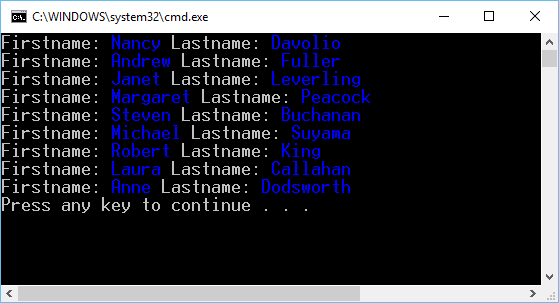 C:\WINDOWS\system32\cmd.exe
Firstname: Nancy Lastname: Davolio
Firstname: Andrew Lastname: Fuller
Firstname: Janet Lastname: Leverling
Firstname: Margaret Lastname: Peacock
Firstname: Steven Lastname: Buchanan
Firstname: Michael Lastname: Suyama
Firstname: Robert Lastname: King
Firstname: Laura Lastname: Callahan
Firstname: Anne Lastname: Dodsworth
Press any key to continue . . .